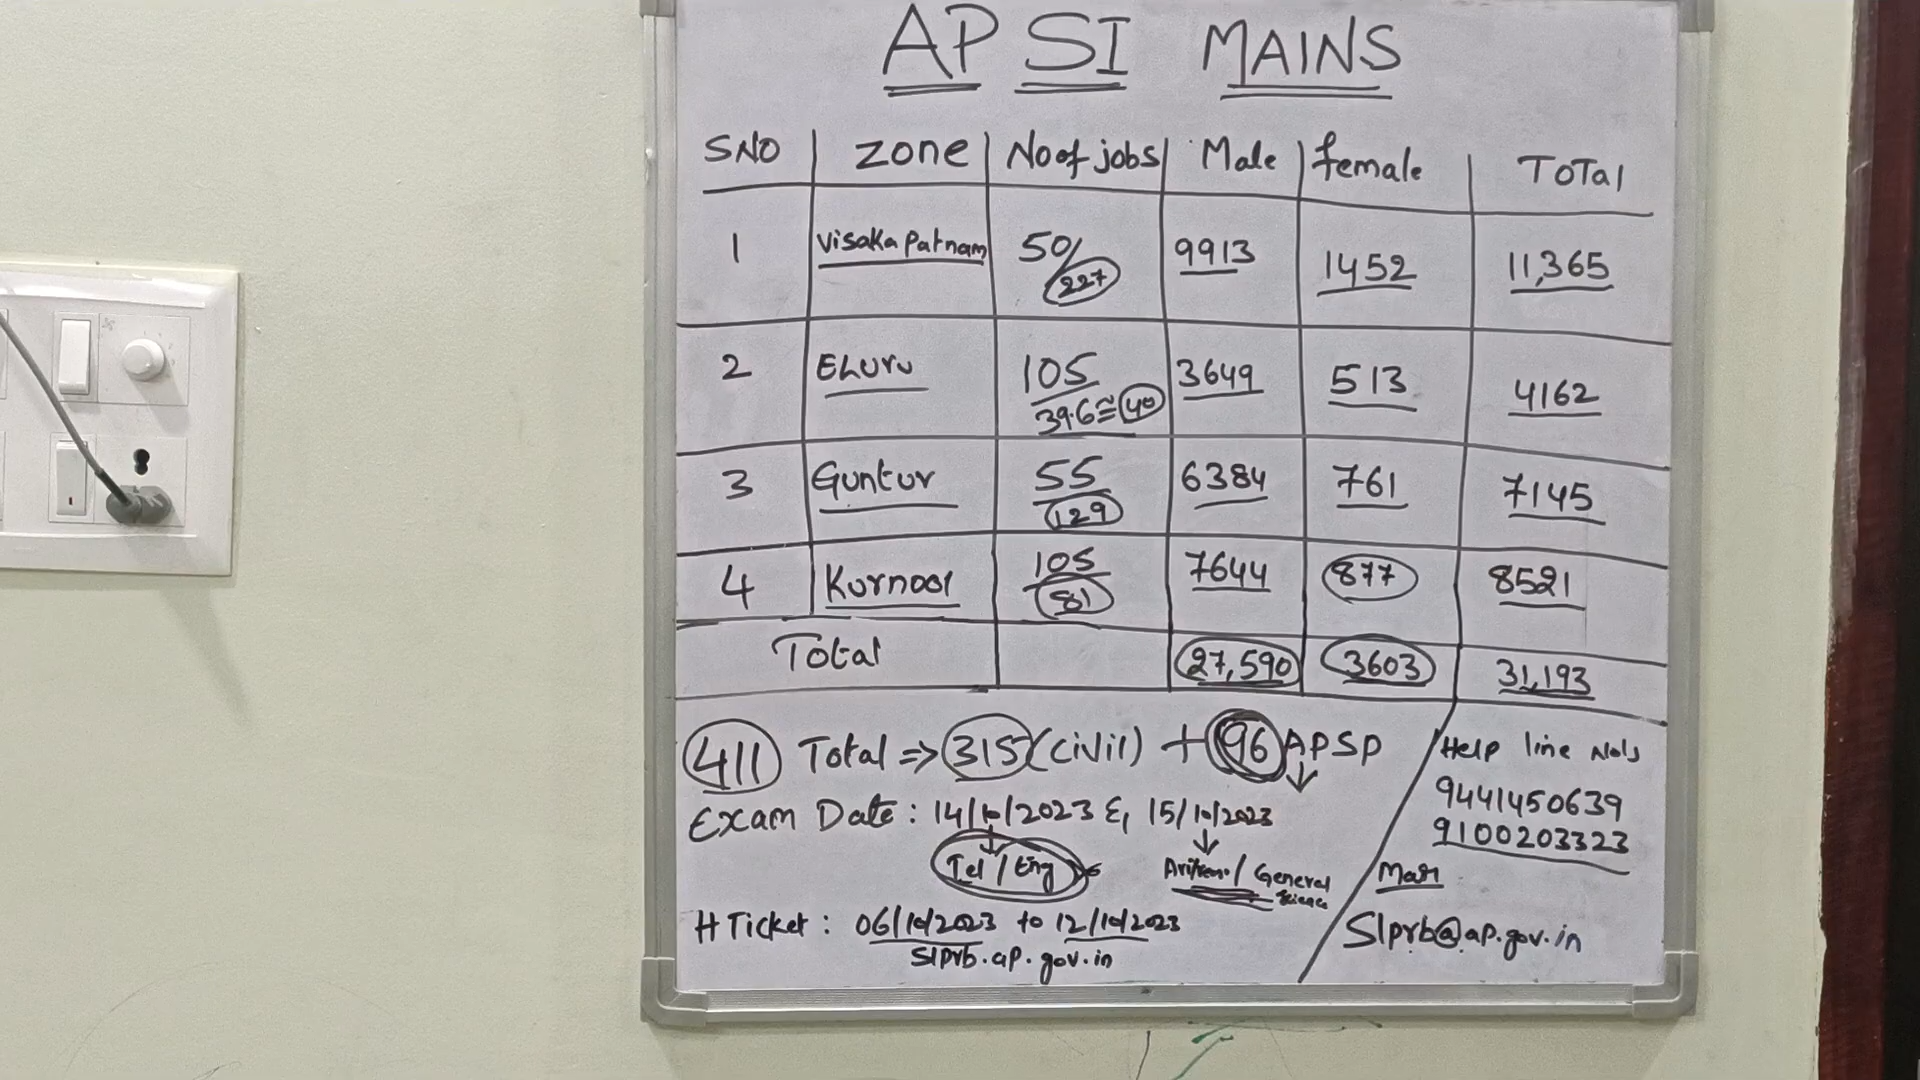 AP SI MAINS
SNO zone No of jobs Male female ToTal
1 Visaka Patnam 50/ 227 9913 1452 11,365
2 ELuru 105 39.6≅40 3649 513 4162
3 Guntur 55 129 6384 761 7145
4 Kurnool 105 81 7644 877 8521
Total 27,590 3603 31,193
411 Total => 315 (civil) + 96 APSP
Exam Date : 14/10/2023 & 15/10/2023
Tel / Eng
General
Science
H Ticket : 06/10/2023 to 12/10/2023
Slprb.ap.gov.in
Help line
9441450639
9100203323
Slprb@ap.gov.in